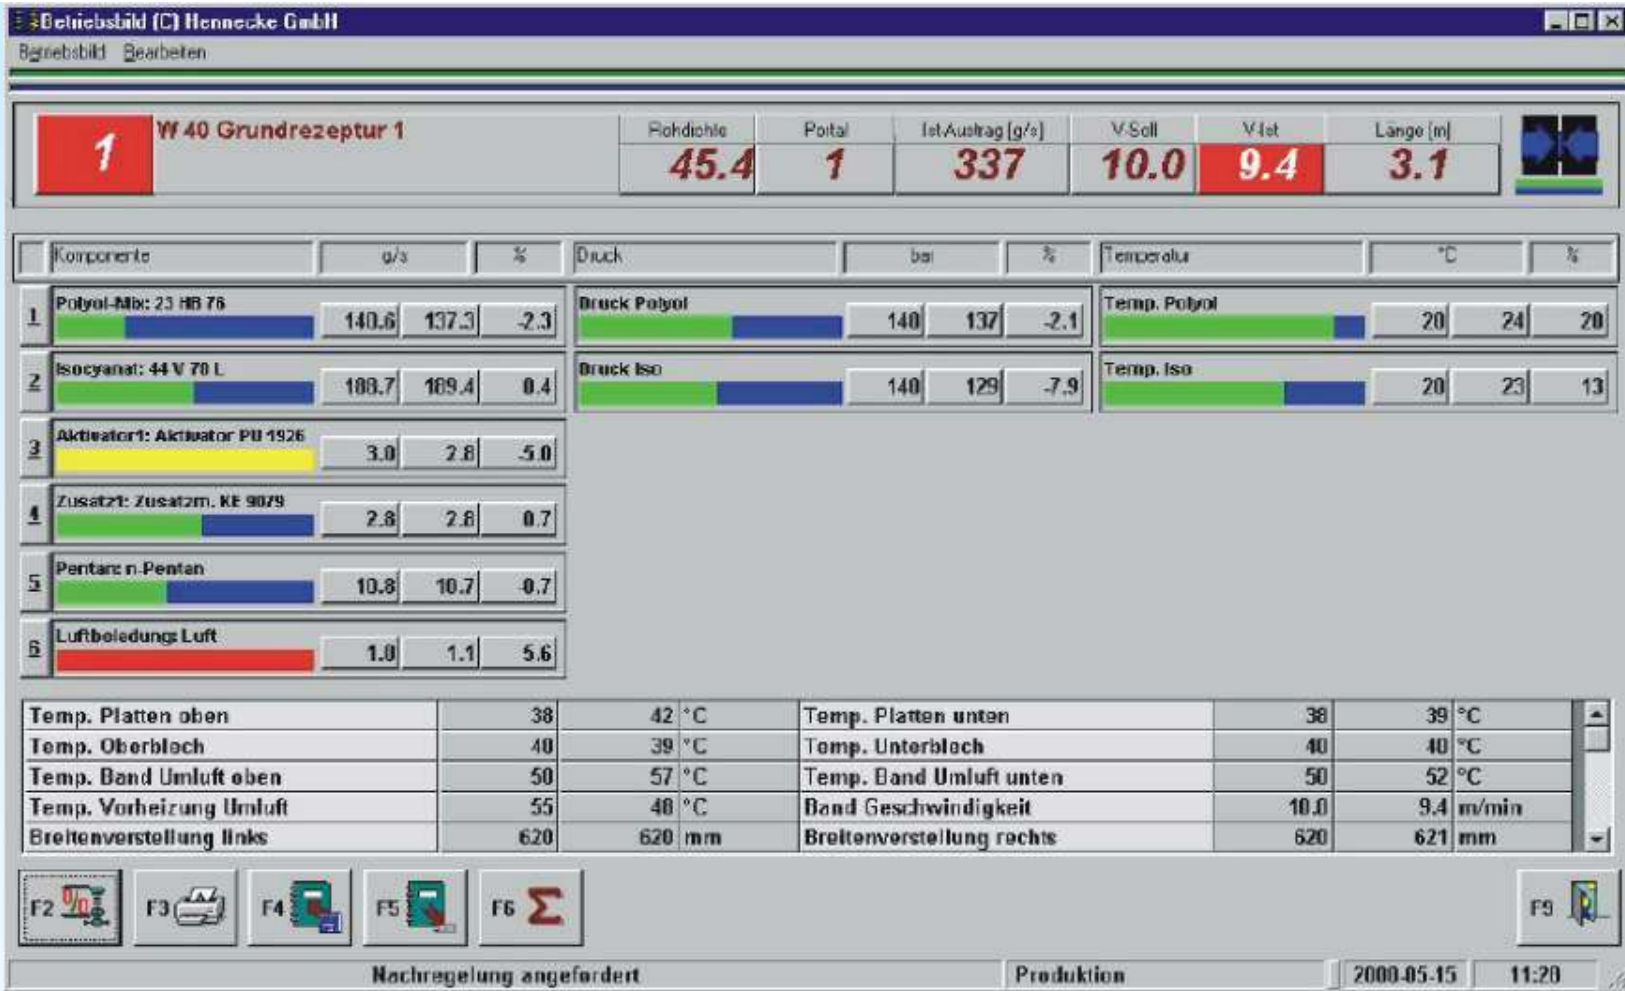 Betriebsbild (C) Hennecke GmbH
Betriebsbild Bearbeiten
1 W 40 Grundrezeptur 1
Rohdichte Portal Ist-Austrag [g/s] V-Soll V-Ist Länge [m]
45.4 1 337 10.0 9.4 3.1
Komponente g/s % Druck bar % Temperatur °C %
1 Polyol-Mix: 23 HB 76 140.6 137.3 -2.3 Druck Polyol 140 137 -2.1 Temp. Polyol 20 24 20
2 Isocyanat: 44 V 70 L 188.7 189.4 0.4 Druck Iso 140 129 -7.9 Temp. Iso 20 23 13
3 Aktivator1: Aktivator PU 1926 3.0 2.8 -5.0
4 Zusatz1: Zusatzm. KE 9079 2.8 2.8 0.7
5 Pentan: n-Pentan 10.8 10.7 -0.7
6 Luftbeladung: Luft 1.0 1.1 5.6
Temp. Platten oben 38 42 °C Temp. Platten unten 38 39 °C
Temp. Oberblech 40 39 °C Temp. Unterblech 40 40 °C
Temp. Band Umluft oben 50 57 °C Temp. Band Umluft unten 50 52 °C
Temp. Vorheizung Umluft 55 48 °C Band Geschwindigkeit 10.0 9.4 m/min
Breitenverstellung links 620 620 mm Breitenverstellung rechts 620 621 mm
F2 % F3 F4 F5 F6 Σ F9
Nachregelung angefordert Produktion 2000-05-15 11:20